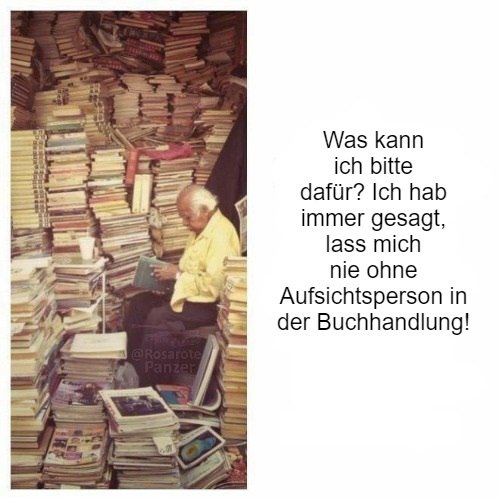 Was kann
ich bitte
dafür? Ich hab
immer gesagt,
lass mich
nie ohne
Aufsichtsperson in
der Buchhandlung!
@Rosarote
Panzer